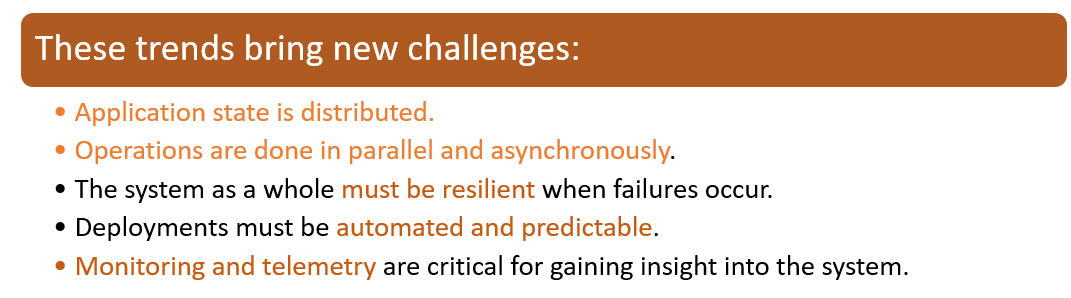 These trends bring new challenges:
• Application state is distributed.
• Operations are done in parallel and asynchronously.
• The system as a whole must be resilient when failures occur.
• Deployments must be automated and predictable.
• Monitoring and telemetry are critical for gaining insight into the system.